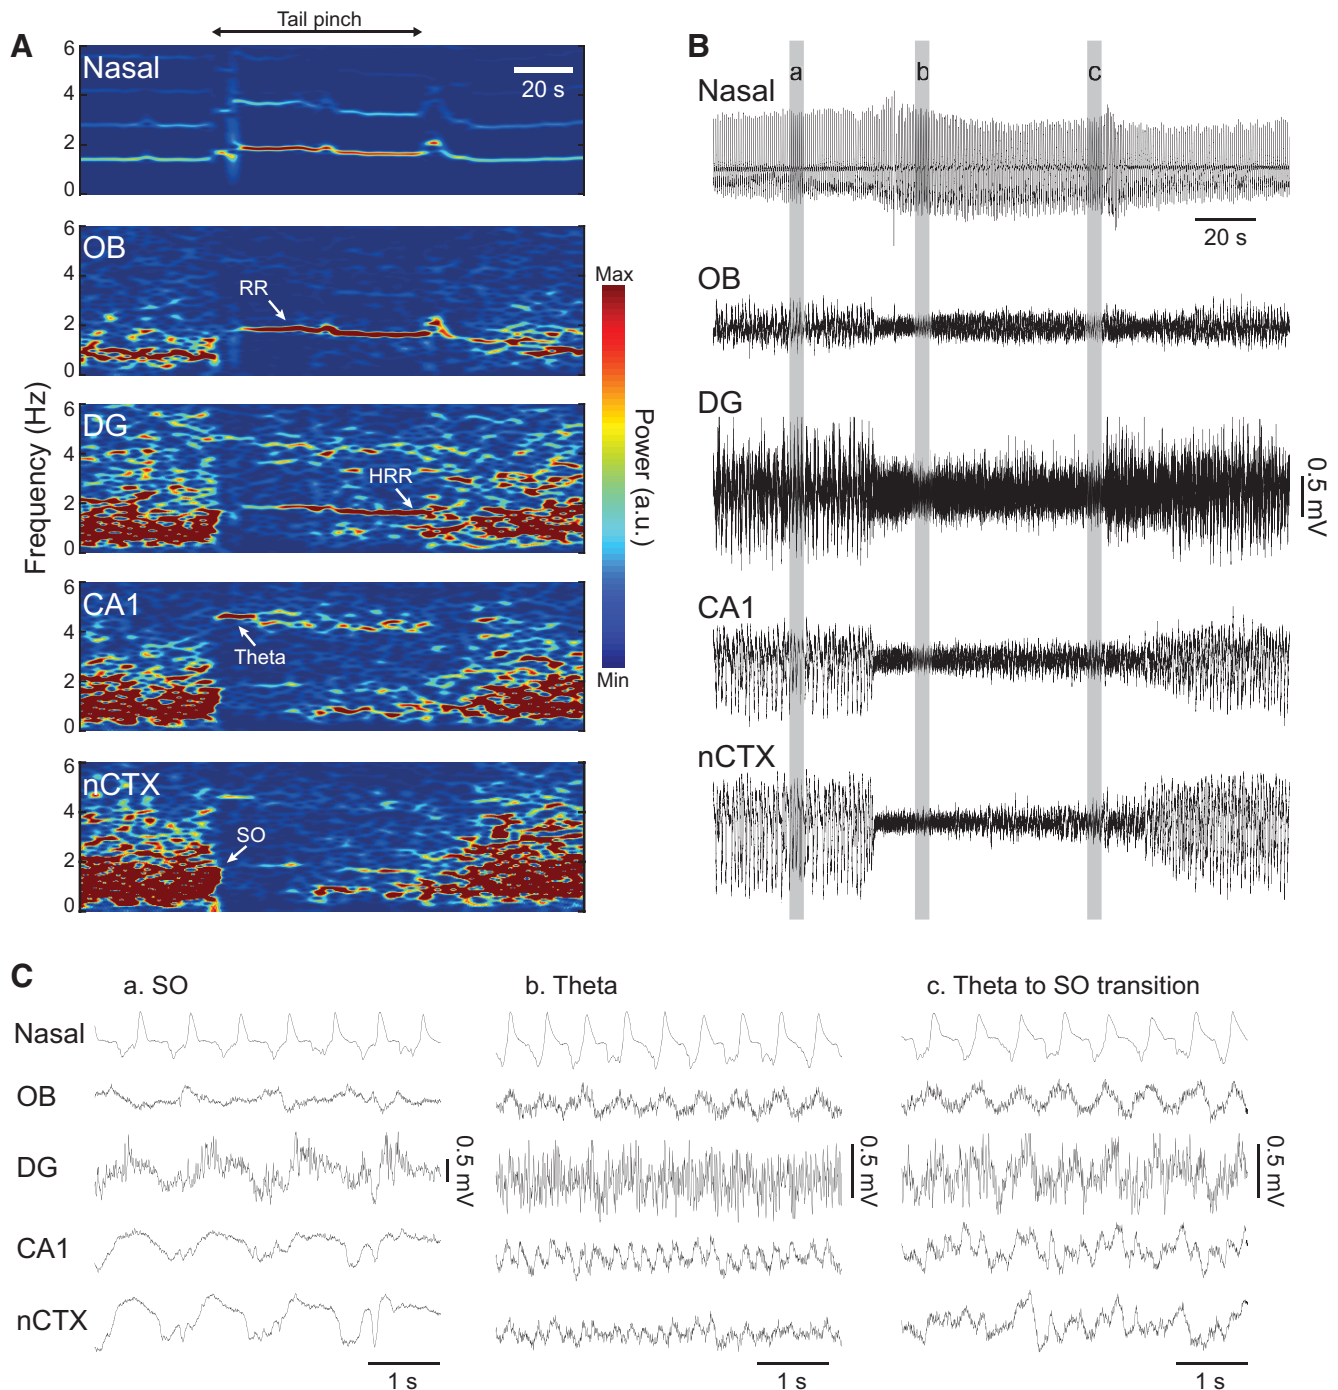 A
Tail pinch
Nasal
20 s
6
4
2
0
OB
RR
6
4
2
0
DG
HRR
6
4
2
0
CA1
Theta
6
4
2
0
nCTX
SO
6
4
2
0
Frequency (Hz)
Max
Power (a.u.)
Min
B
a
b
c
Nasal
20 s
OB
DG
0.5 mV
CA1
nCTX
C
a. SO
b. Theta
c. Theta to SO transition
Nasal
OB
DG
0.5 mV
0.5 mV
0.5 mV
CA1
nCTX
1 s
1 s
1 s